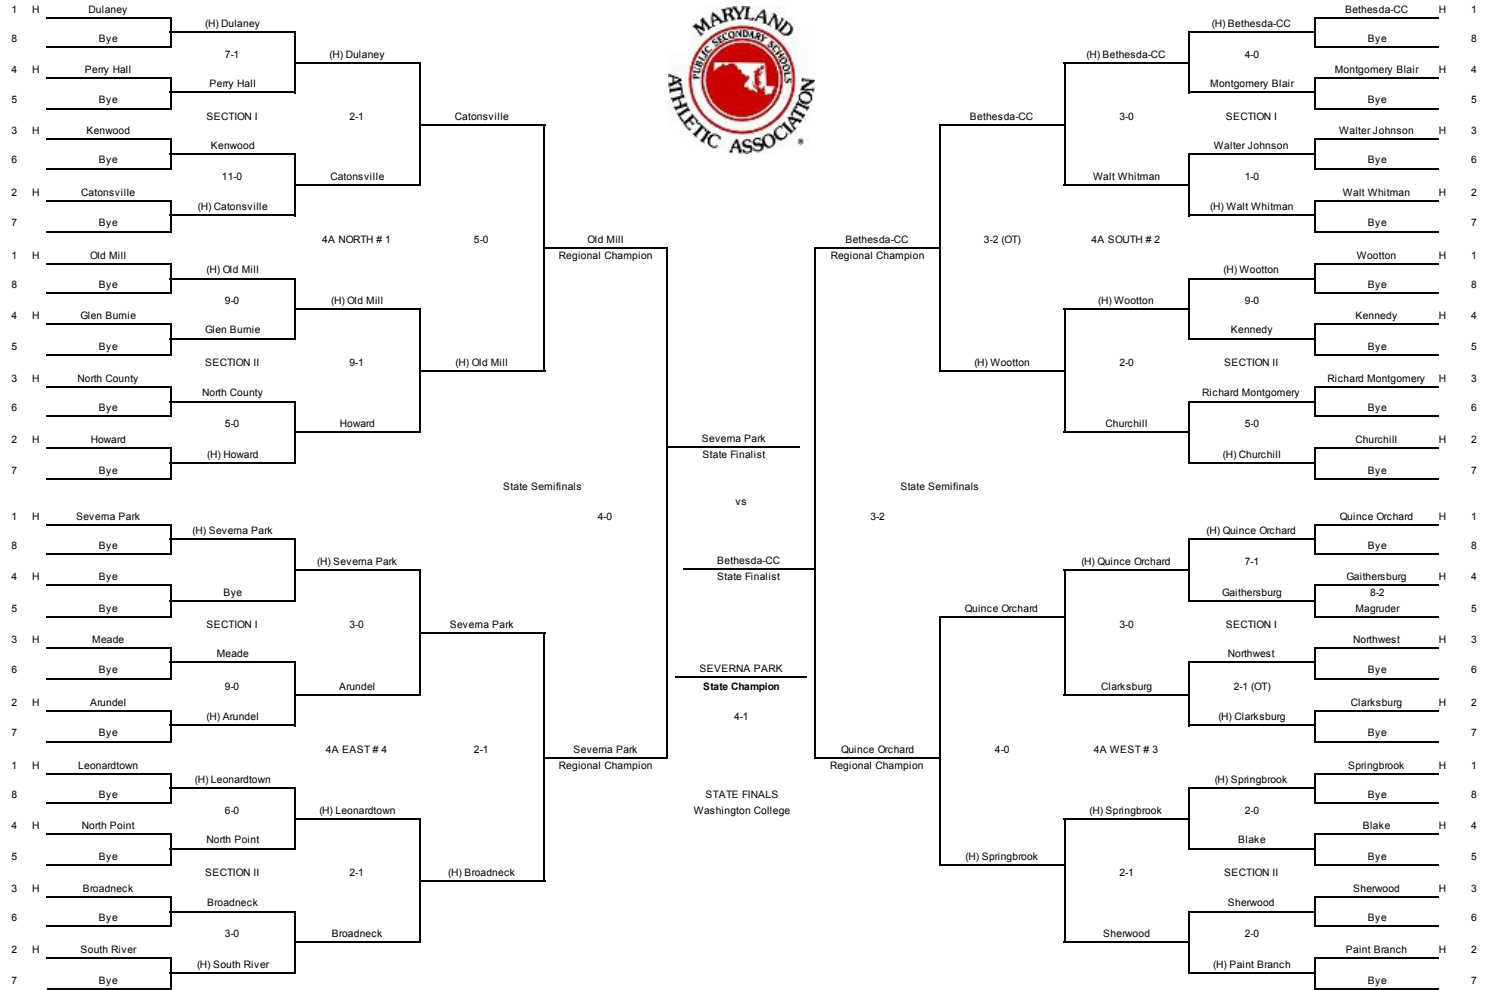 MARYLAND
PUBLIC SECONDARY SCHOOLS
ATHLETIC ASSOCIATION
®
1 H Dulaney
8 Bye
(H) Dulaney
7-1
4 H Perry Hall
5 Bye
Perry Hall
(H) Dulaney
SECTION I
2-1
3 H Kenwood
6 Bye
Kenwood
11-0
2 H Catonsville
7 Bye
(H) Catonsville
Catonsville
Catonsville
4A NORTH # 1
5-0
1 H Old Mill
8 Bye
(H) Old Mill
9-0
4 H Glen Burnie
5 Bye
Glen Burnie
(H) Old Mill
SECTION II
9-1
3 H North County
6 Bye
North County
5-0
2 H Howard
7 Bye
(H) Howard
Howard
(H) Old Mill
Old Mill
Regional Champion
State Semifinals
4-0
1 H Severna Park
8 Bye
(H) Severna Park
4 H Bye
5 Bye
Bye
(H) Severna Park
SECTION I
3-0
3 H Meade
6 Bye
Meade
9-0
2 H Arundel
7 Bye
(H) Arundel
Arundel
Severna Park
4A EAST # 4
2-1
1 H Leonardtown
8 Bye
(H) Leonardtown
6-0
4 H North Point
5 Bye
North Point
(H) Leonardtown
SECTION II
2-1
3 H Broadneck
6 Bye
Broadneck
3-0
2 H South River
7 Bye
(H) South River
Broadneck
(H) Broadneck
Severna Park
Regional Champion
Severna Park
State Finalist
vs
Bethesda-CC
State Finalist
SEVERNA PARK
State Champion
4-1
STATE FINALS
Washington College
Bethesda-CC H 1
Bye 8
(H) Bethesda-CC
4-0
Montgomery Blair H 4
Bye 5
Montgomery Blair
(H) Bethesda-CC
SECTION I
3-0
Walter Johnson H 3
Bye 6
Walter Johnson
1-0
Walt Whitman H 2
Bye 7
(H) Walt Whitman
Walt Whitman
Bethesda-CC
4A SOUTH # 2
3-2 (OT)
Wootton H 1
Bye 8
(H) Wootton
9-0
Kennedy H 4
Bye 5
Kennedy
(H) Wootton
SECTION II
2-0
Richard Montgomery H 3
Bye 6
Richard Montgomery
5-0
Churchill H 2
Bye 7
(H) Churchill
Churchill
(H) Wootton
Bethesda-CC
Regional Champion
State Semifinals
3-2
Quince Orchard H 1
Bye 8
(H) Quince Orchard
7-1
Gaithersburg H 4
8-2
Magruder 5
Gaithersburg
(H) Quince Orchard
SECTION I
3-0
Northwest H 3
Bye 6
Northwest
2-1 (OT)
Clarksburg H 2
Bye 7
(H) Clarksburg
Clarksburg
Quince Orchard
4A WEST # 3
4-0
Springbrook H 1
Bye 8
(H) Springbrook
2-0
Blake H 4
Bye 5
Blake
(H) Springbrook
SECTION II
2-1
Sherwood H 3
Bye 6
Sherwood
2-0
Paint Branch H 2
Bye 7
(H) Paint Branch
Sherwood
(H) Springbrook
Quince Orchard
Regional Champion